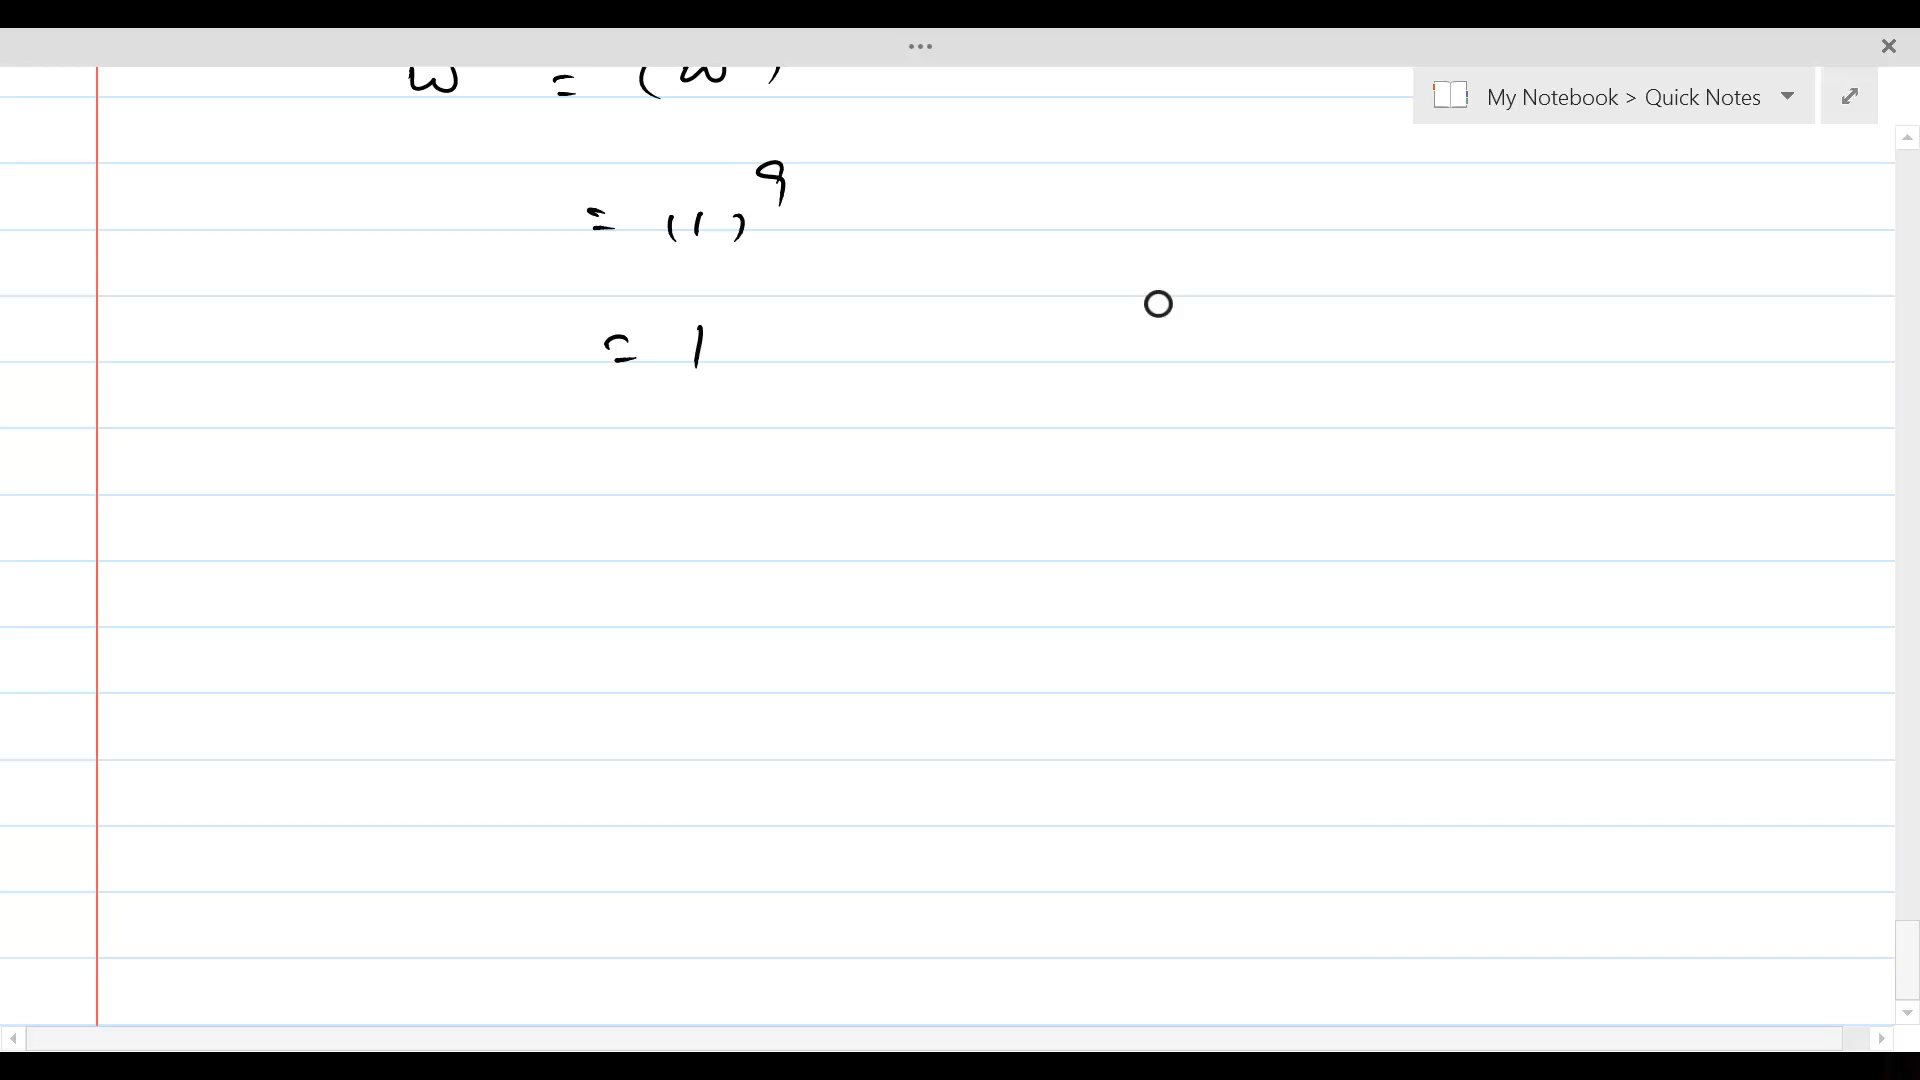 ...
ω = (ω)
My Notebook > Quick Notes
= (1)⁹
= 1